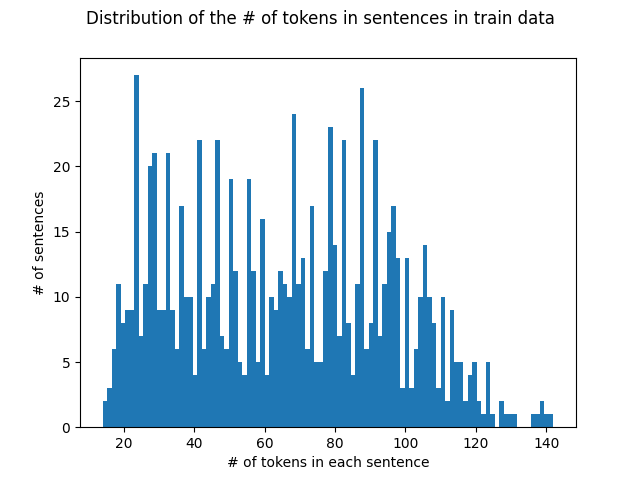 Distribution of the # of tokens in sentences in train data
25
20
15
10
5
0
# of sentences
20 40 60 80 100 120 140
# of tokens in each sentence